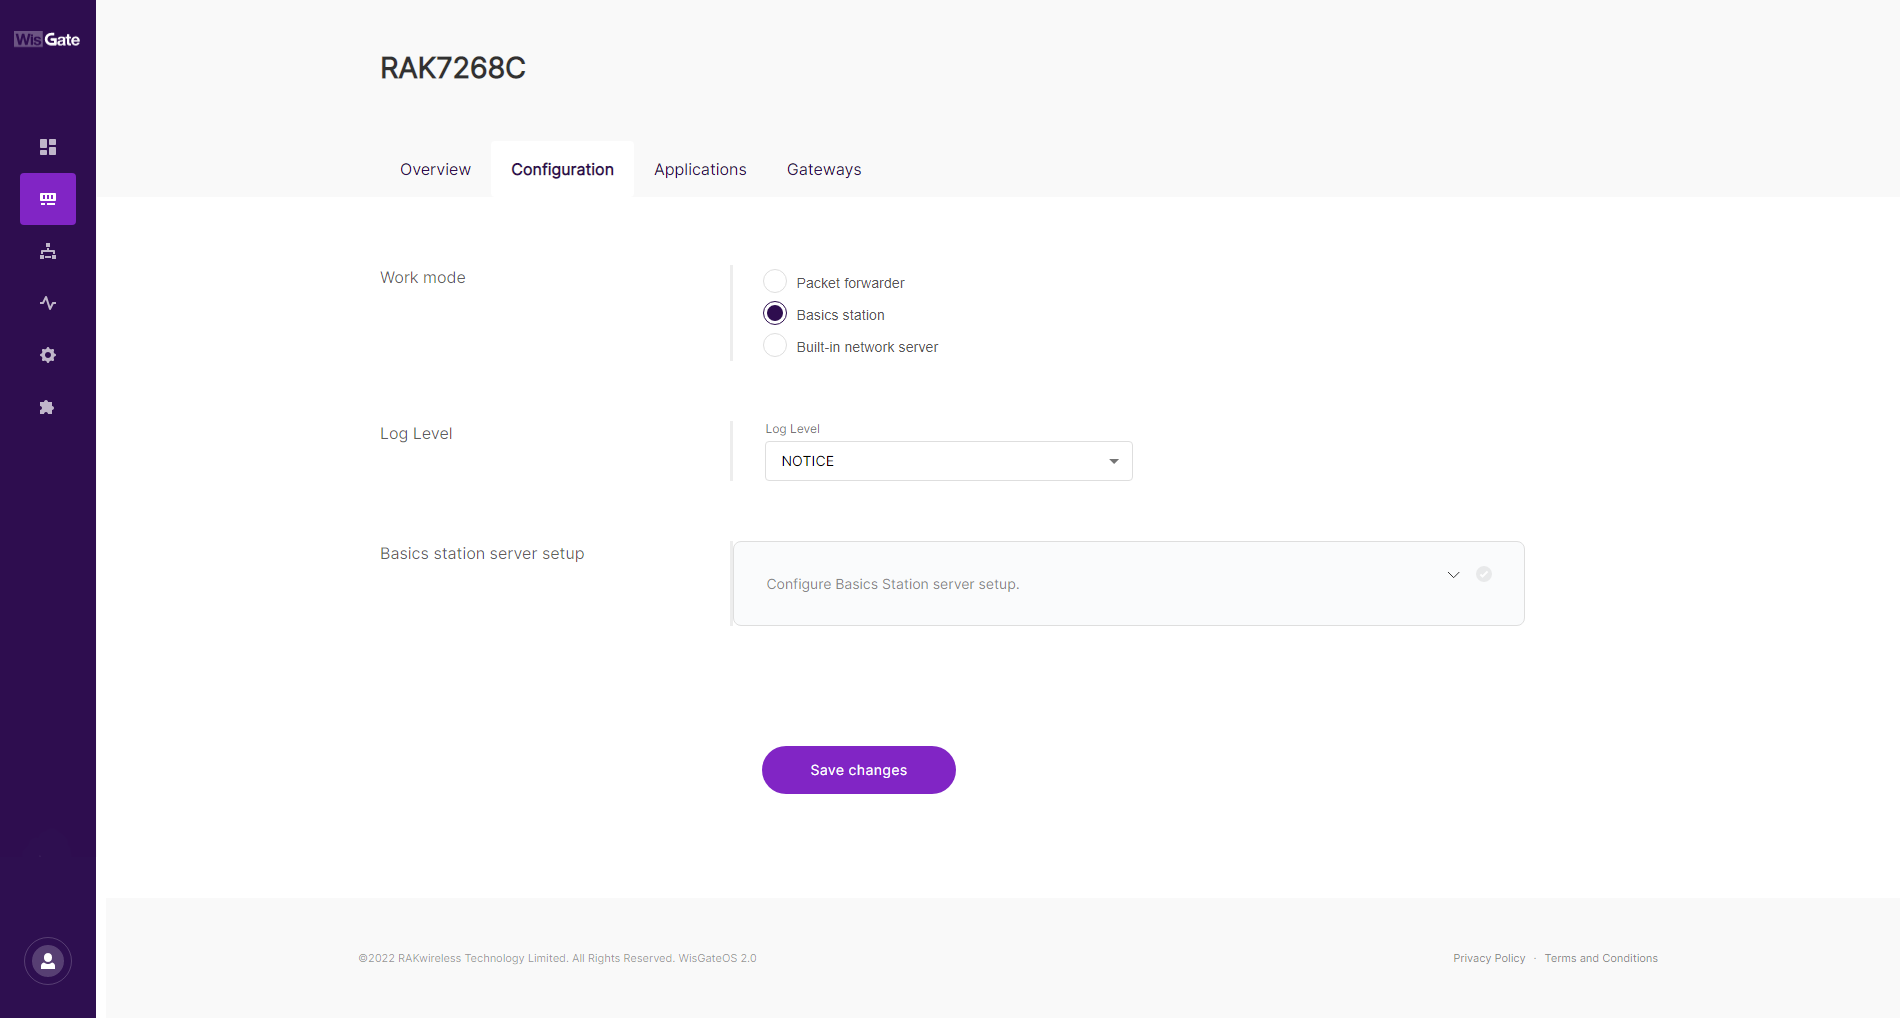 WisGate
RAK7268C
Overview Configuration Applications Gateways
Work mode
Packet forwarder
Basics station
Built-in network server
Log Level
Log Level
NOTICE
Basics station server setup
Configure Basics Station server setup.
Save changes
©2022 RAKwireless Technology Limited. All Rights Reserved. WisGateOS 2.0
Privacy Policy · Terms and Conditions